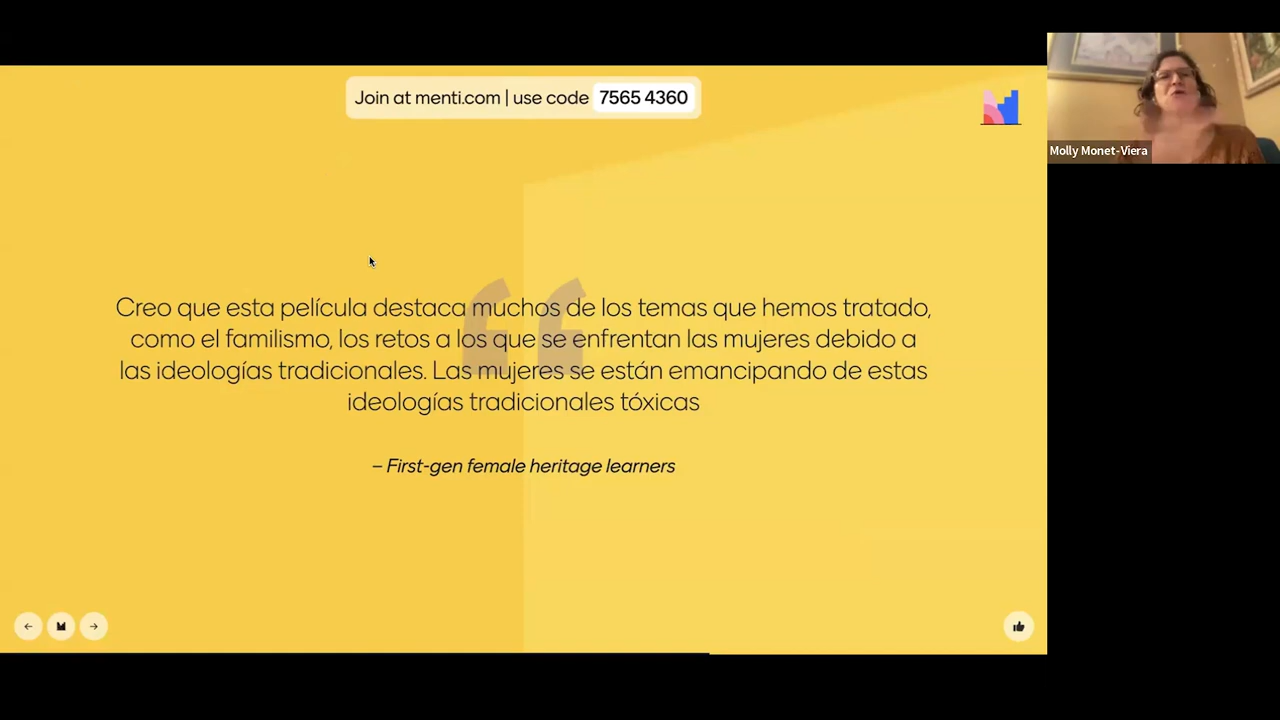 Join at menti.com | use code 7565 4360
Molly Monet-Viera
Creo que esta película destaca muchos de los temas que hemos tratado,
como el familismo, los retos a los que se enfrentan las mujeres debido a
las ideologías tradicionales. Las mujeres se están emancipando de estas
ideologías tradicionales tóxicas
– First-gen female heritage learners